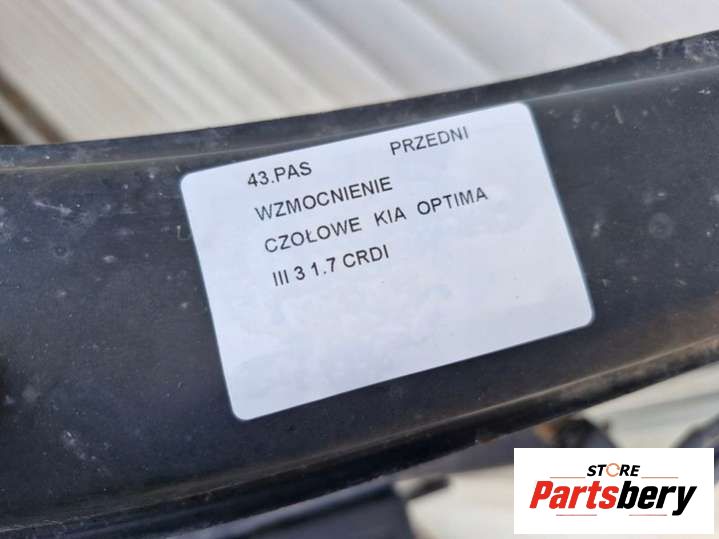 43.PAS PRZEDNI
WZMOCNIENIE
CZOŁOWE KIA OPTIMA
III 3 1.7 CRDI
STORE
Partsbery